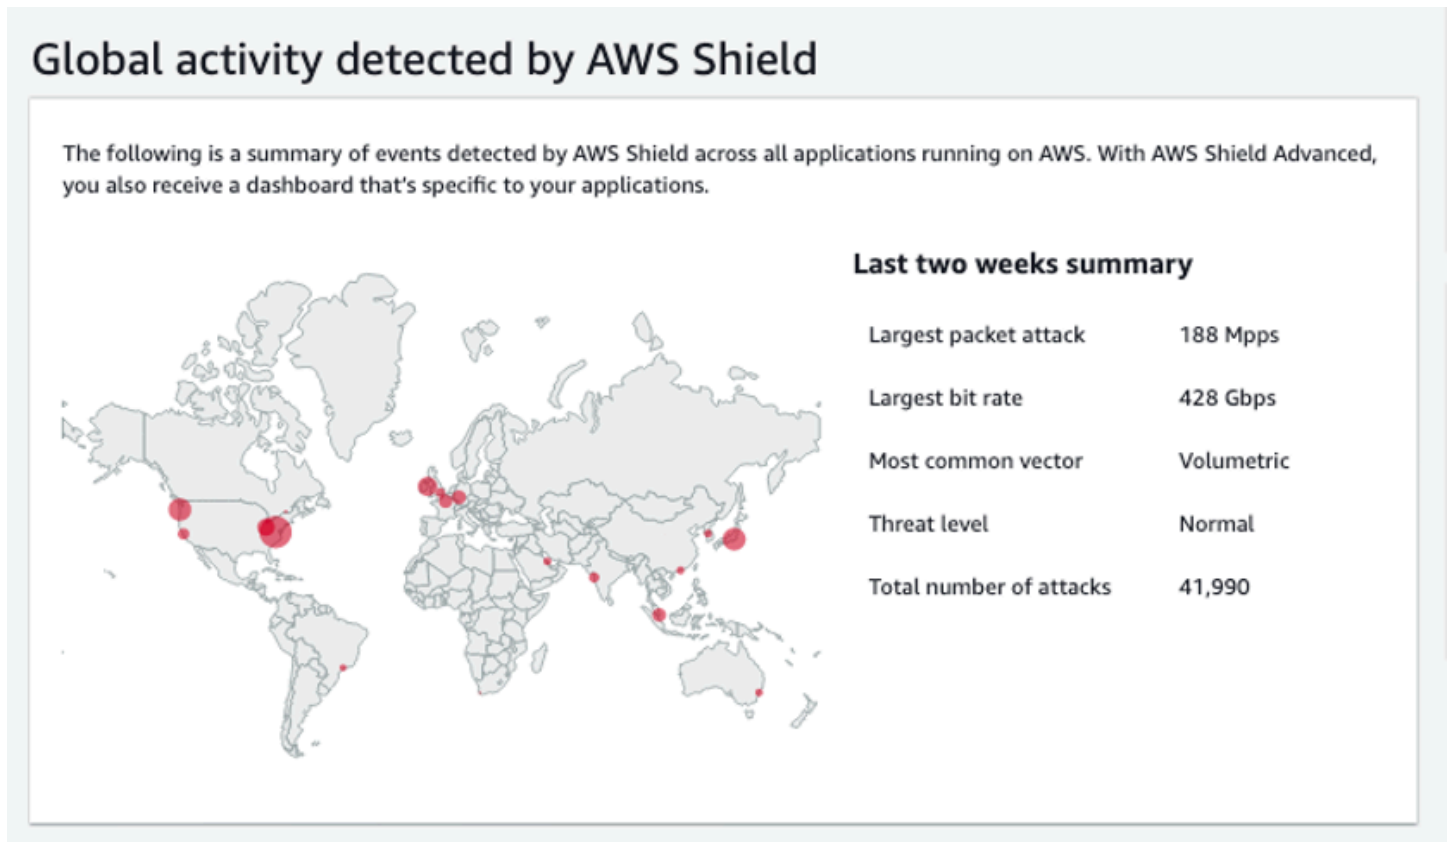 Global activity detected by AWS Shield
The following is a summary of events detected by AWS Shield across all applications running on AWS. With AWS Shield Advanced,
you also receive a dashboard that's specific to your applications.
Last two weeks summary
Largest packet attack 188 Mpps
Largest bit rate 428 Gbps
Most common vector Volumetric
Threat level Normal
Total number of attacks 41,990